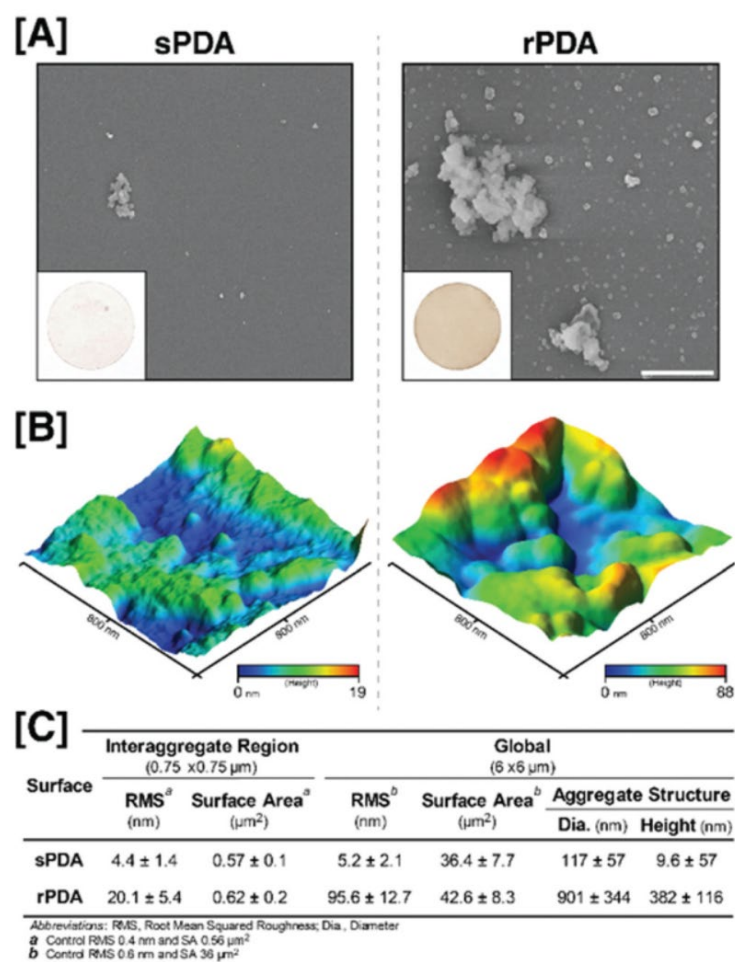 [A]
sPDA
rPDA
[B]
800 nm
800 nm
800 nm
800 nm
0 nm (Height) 19
0 nm (Height) 88
[C]
Interaggregate Region Global
(0.75 x0.75 µm) (6 x6 µm)
Surface RMSᵃ Surface Areaᵃ RMSᵇ Surface Areaᵇ Aggregate Structure
(nm) (µm²) (nm) (µm²) Dia. (nm) Height (nm)
sPDA 4.4 ± 1.4 0.57 ± 0.1 5.2 ± 2.1 36.4 ± 7.7 117 ± 57 9.6 ± 57
rPDA 20.1 ± 5.4 0.62 ± 0.2 95.6 ± 12.7 42.6 ± 8.3 901 ± 344 382 ± 116
Abbreviations: RMS, Root Mean Squared Roughness; Dia., Diameter
a Control RMS 0.4 nm and SA 0.56 µm²
b Control RMS 0.6 nm and SA 36 µm²